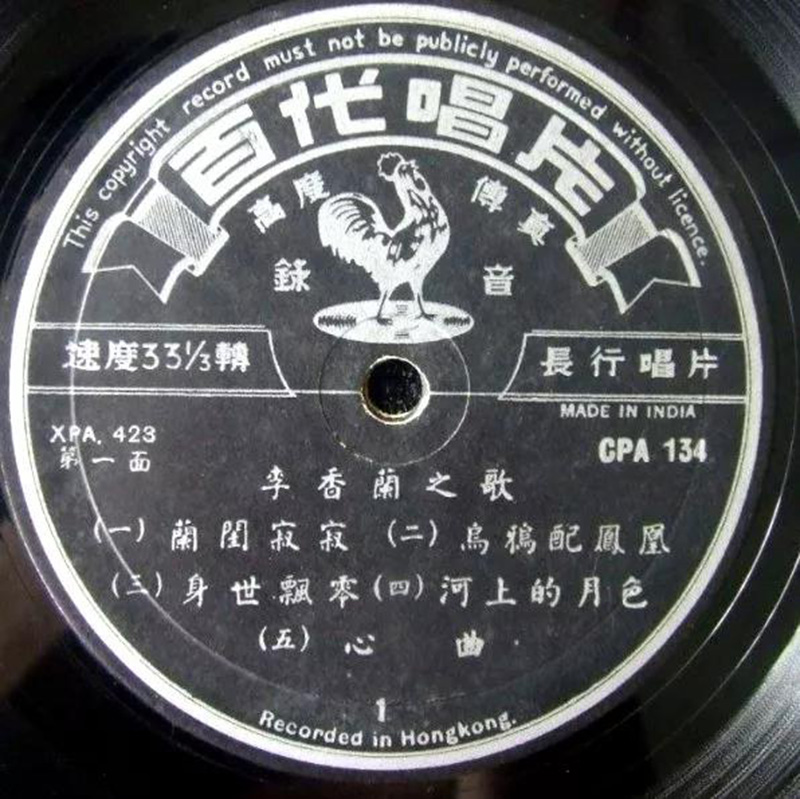 This copyright record must not be publicly performed without licence.
百代唱片
高度 傳真
錄 音
速度33⅓轉
長行唱片
MADE IN INDIA
XPA. 423
CPA 134
第一面
李香蘭之歌
(一) 蘭閨寂寂 (二) 烏鴉配鳳凰
(三) 身世飄零 (四) 河上的月色
(五) 心曲
1
Recorded in Hongkong.